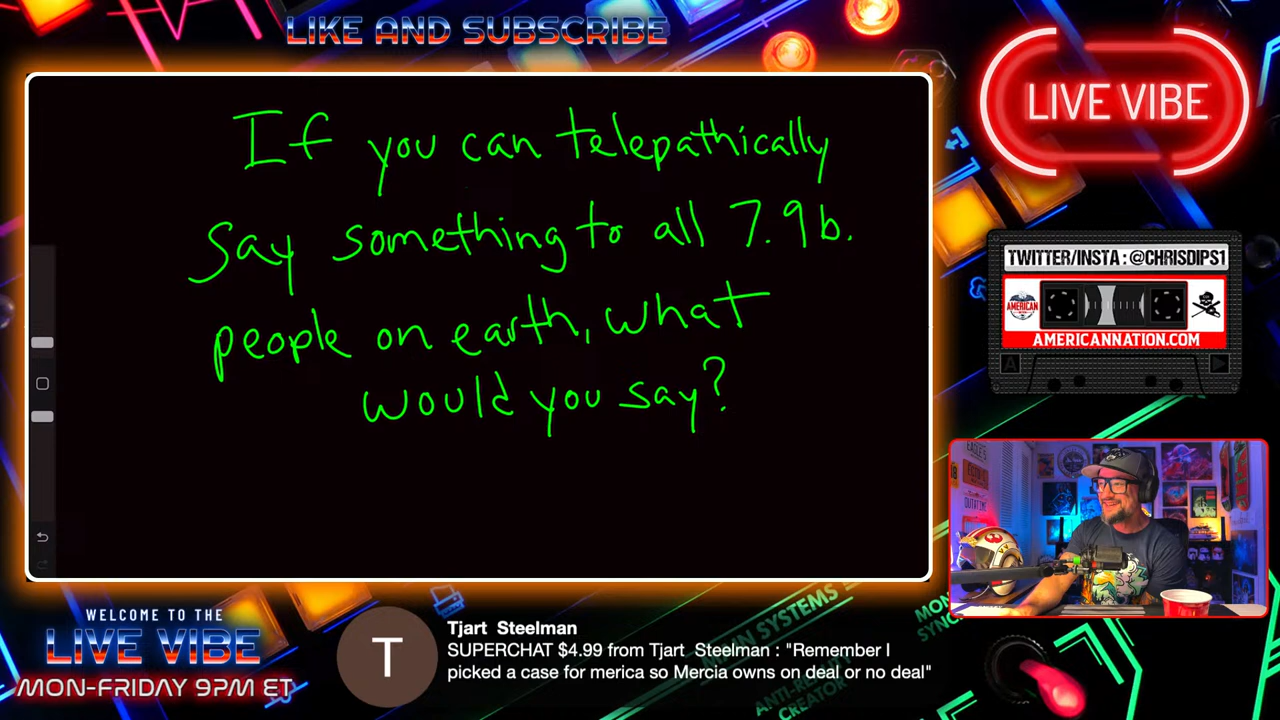 LIKE AND SUBSCRIBE
If you can telepathically
say something to all 7.9b.
people on earth, what
would you say?
LIVE VIBE
TWITTER/INSTA : @CHRISDIPS1
AMERICAN
AMERICANNATION.COM
A
WELCOME TO THE
LIVE VIBE
MON-FRIDAY 9PM ET
T
Tjart Steelman
SUPERCHAT $4.99 from Tjart Steelman : "Remember I
picked a case for merica so Mercia owns on deal or no deal"